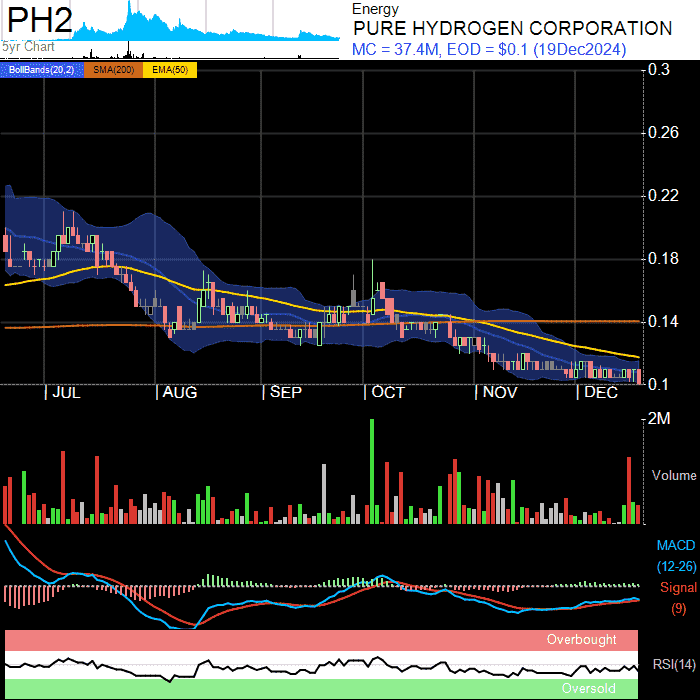 PH2
5yr Chart
Energy
PURE HYDROGEN CORPORATION
MC = 37.4M, EOD = $0.1 (19Dec2024)
BollBands(20,2) SMA(200) EMA(50)
0.3
0.26
0.22
0.18
0.14
0.1
JUL AUG SEP OCT NOV DEC
2M
Volume
MACD
(12-26)
Signal
(9)
Overbought
RSI(14)
Oversold